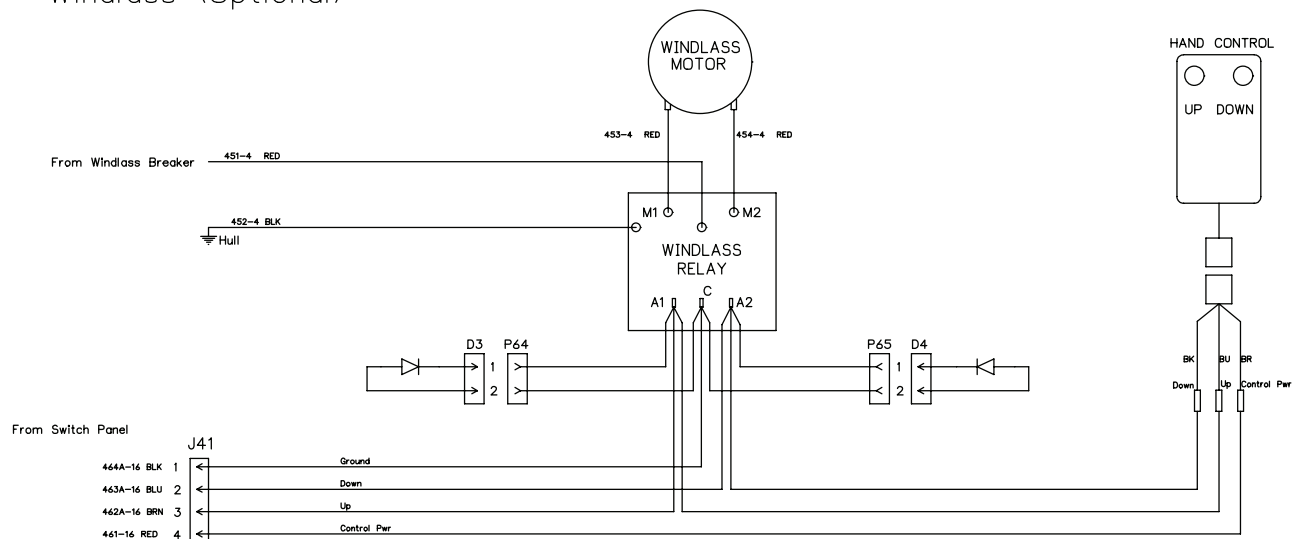 Windlass (Optional)
WINDLASS
MOTOR
HAND CONTROL
UP DOWN
453-4 RED
454-4 RED
From Windlass Breaker
451-4 RED
M1
M2
452-4 BLK
Hull
WINDLASS
RELAY
C
A1
A2
D3
P64
P65
D4
1
1
2
2
BK
BU
BR
Down
Up
Control Pwr
From Switch Panel
J41
464A-16 BLK 1
Ground
463A-16 BLU 2
Down
462A-16 BRN 3
Up
461-16 RED 4
Control Pwr